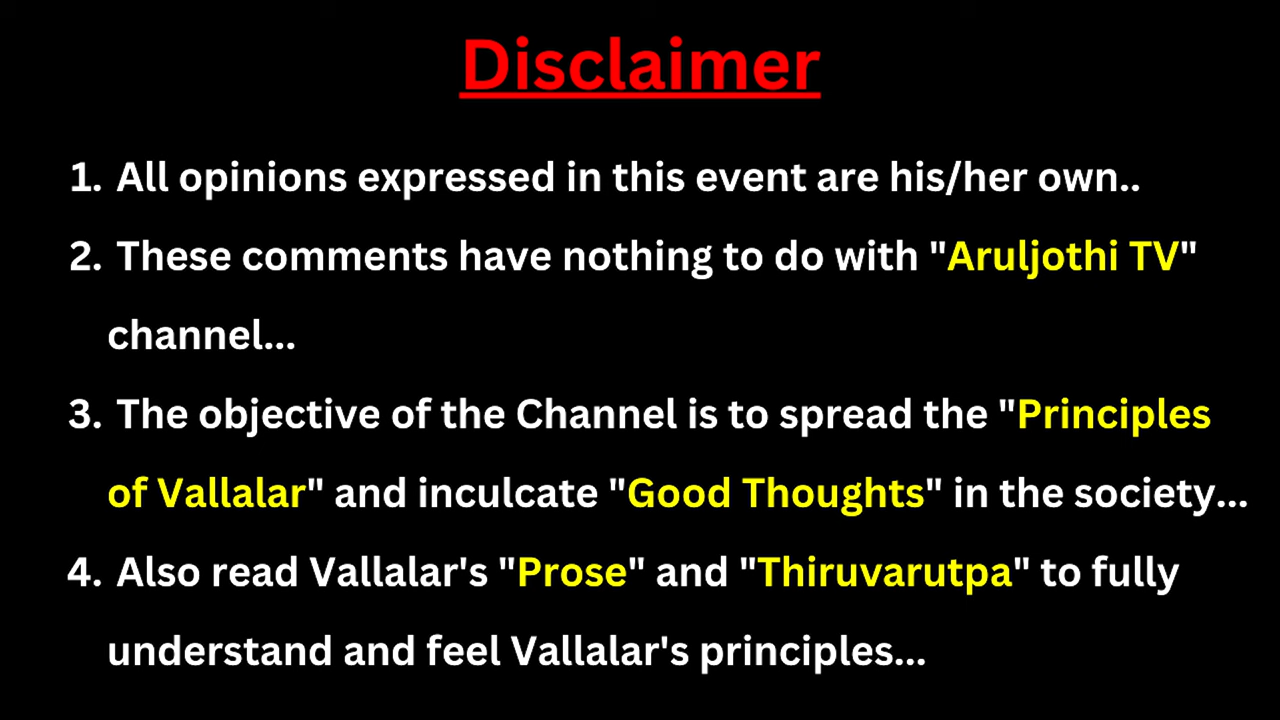 Disclaimer
1. All opinions expressed in this event are his/her own..
2. These comments have nothing to do with "Aruljothi TV"
channel...
3. The objective of the Channel is to spread the "Principles
of Vallalar" and inculcate "Good Thoughts" in the society...
4. Also read Vallalar's "Prose" and "Thiruvarutpa" to fully
understand and feel Vallalar's principles...